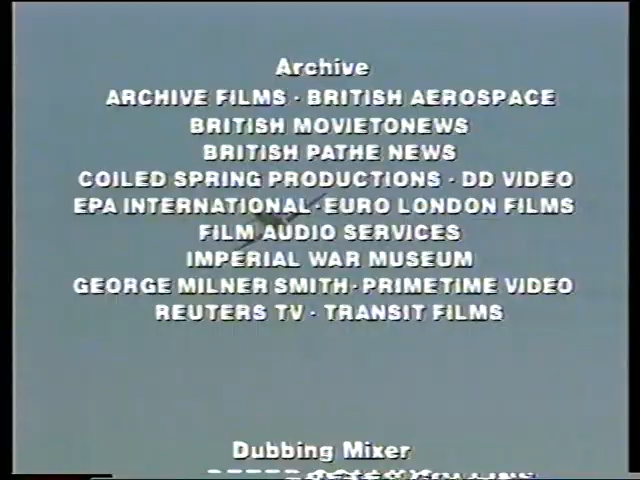 Archive
ARCHIVE FILMS · BRITISH AEROSPACE
BRITISH MOVIETONEWS
BRITISH PATHE NEWS
COILED SPRING PRODUCTIONS · DD VIDEO
EPA INTERNATIONAL · EURO LONDON FILMS
FILM AUDIO SERVICES
IMPERIAL WAR MUSEUM
GEORGE MILNER SMITH · PRIMETIME VIDEO
REUTERS TV · TRANSIT FILMS
Dubbing Mixer